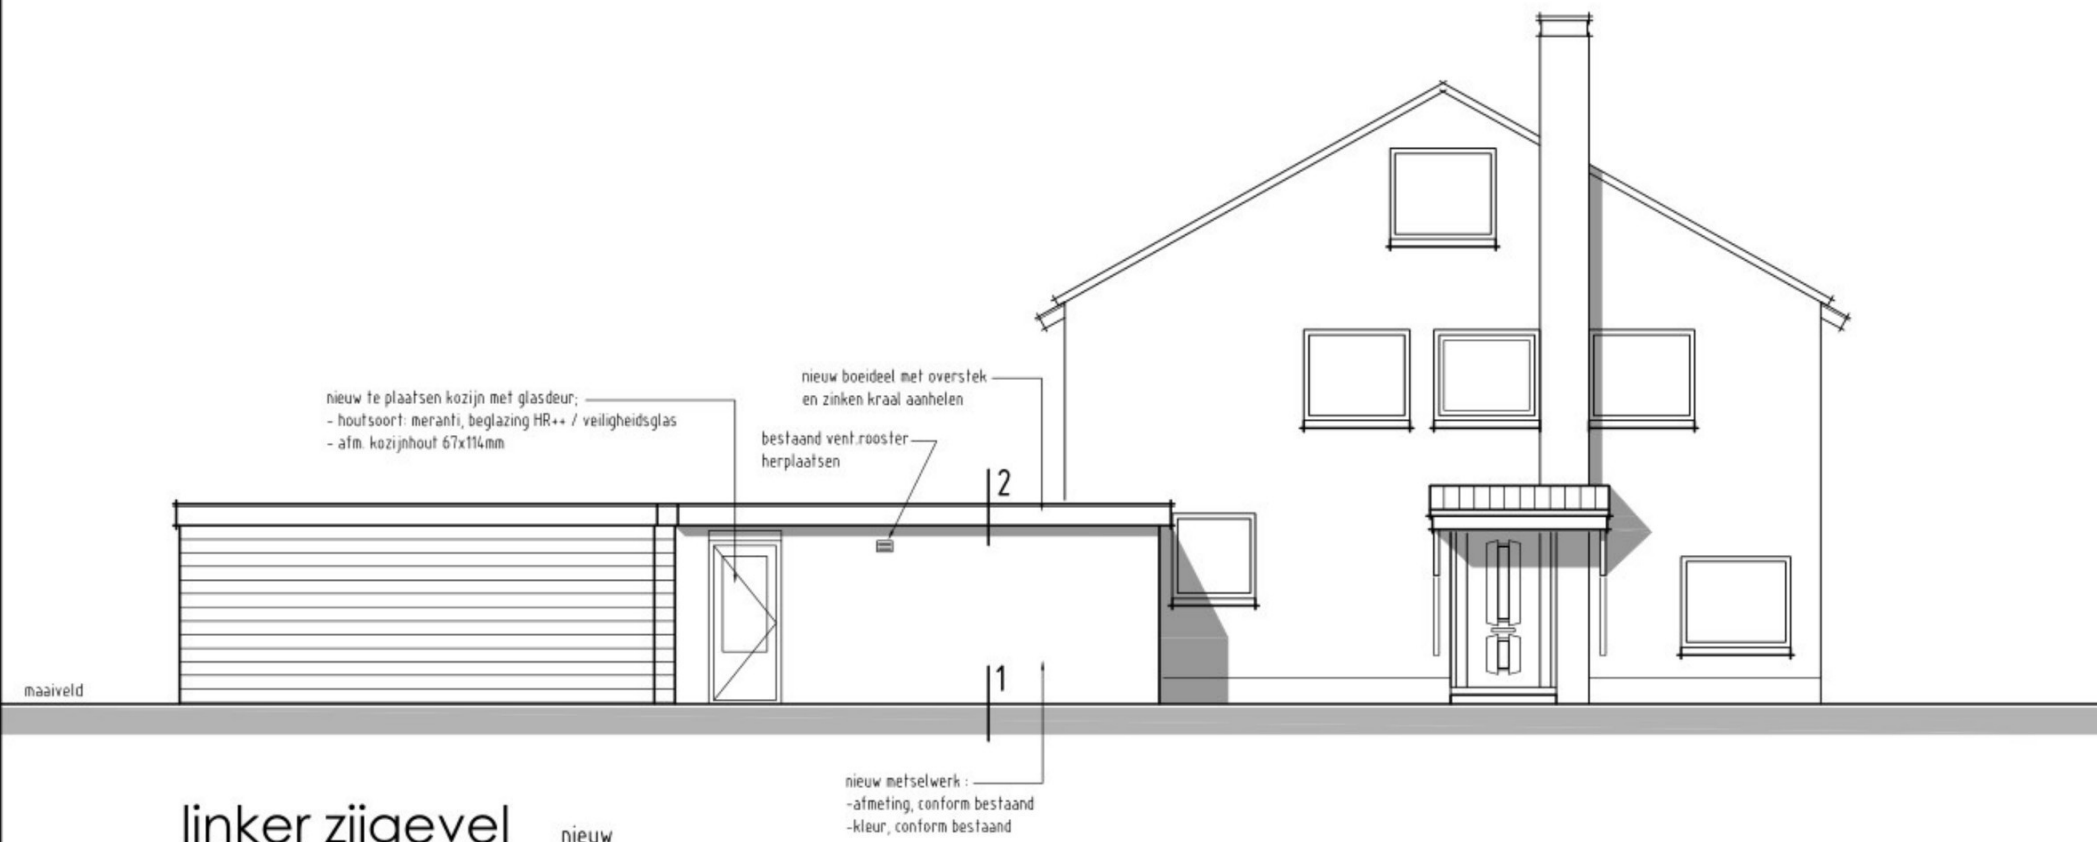 nieuw boeideel met overstek
en zinken kraal aanhelen
nieuw te plaatsen kozijn met glasdeur;
- houtsoort: meranti, beglazing HR++ / veiligheidsglas
- afm. kozijnhout 67x114mm
bestaand vent.rooster
herplaatsen
2
1
maaiveld
nieuw metselwerk :
-afmeting, conform bestaand
-kleur, conform bestaand
linker zijgevel nieuw